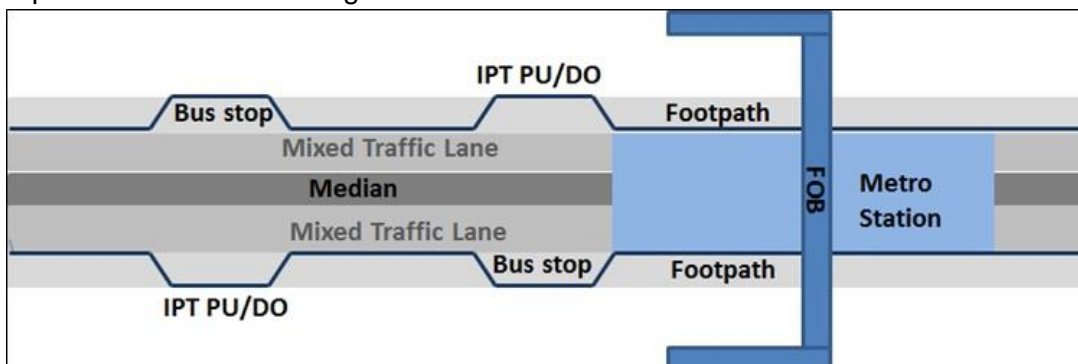 IPT PU/DO
Bus stop
Footpath
Mixed Traffic Lane
Median
FOB
Metro
Station
Mixed Traffic Lane
Bus stop
Footpath
IPT PU/DO